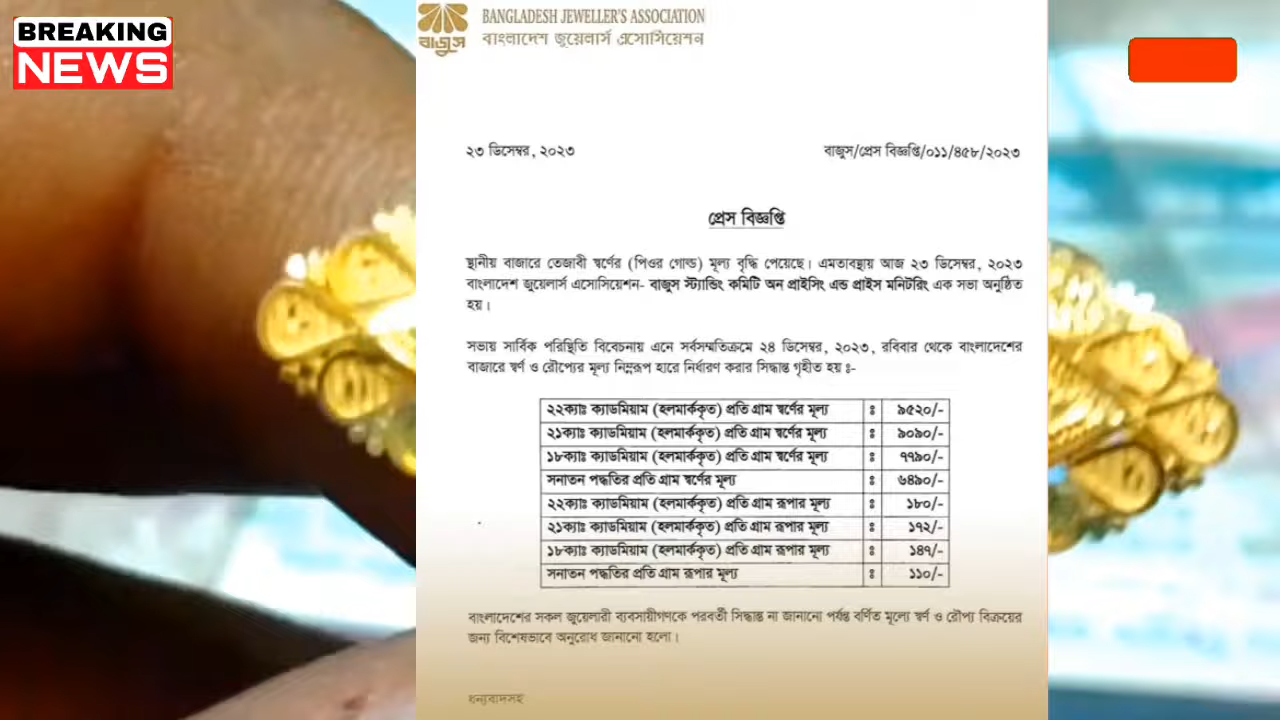 BREAKING
NEWS
বাজুস
BANGLADESH JEWELLER'S ASSOCIATION
বাংলাদেশ জুয়েলার্স এসোসিয়েশন
২৩ ডিসেম্বর, ২০২৩ বাজুস/প্রেস বিজ্ঞপ্তি/০১১/৪৫৮/২০২৩
প্রেস বিজ্ঞপ্তি
স্থানীয় বাজারে তেজাবী স্বর্ণের (পিওর গোল্ড) মূল্য বৃদ্ধি পেয়েছে। এমতাবস্থায় আজ ২৩ ডিসেম্বর, ২০২৩
বাংলাদেশ জুয়েলার্স এসোসিয়েশন- বাজুস স্ট্যান্ডিং কমিটি অন প্রাইসিং এন্ড প্রাইস মনিটরিং এক সভা অনুষ্ঠিত
হয়।
সভায় সার্বিক পরিস্থিতি বিবেচনায় এনে সর্বসম্মতিক্রমে ২৪ ডিসেম্বর, ২০২৩, রবিবার থেকে বাংলাদেশের
বাজারে স্বর্ণ ও রৌপ্যের মূল্য নিম্নরূপ হারে নির্ধারণ করার সিদ্ধান্ত গৃহীত হয় ঃ-
২২ক্যাঃ ক্যাডমিয়াম (হলমার্ককৃত) প্রতি গ্রাম স্বর্ণের মূল্য ঃ ৯৫২০/-
২১ক্যাঃ ক্যাডমিয়াম (হলমার্ককৃত) প্রতি গ্রাম স্বর্ণের মূল্য ঃ ৯০৯০/-
১৮ক্যাঃ ক্যাডমিয়াম (হলমার্ককৃত) প্রতি গ্রাম স্বর্ণের মূল্য ঃ ৭৭৯০/-
সনাতন পদ্ধতির প্রতি গ্রাম স্বর্ণের মূল্য ঃ ৬৪৯০/-
২২ক্যাঃ ক্যাডমিয়াম (হলমার্ককৃত) প্রতি গ্রাম রূপার মূল্য ঃ ১৮০/-
২১ক্যাঃ ক্যাডমিয়াম (হলমার্ককৃত) প্রতি গ্রাম রূপার মূল্য ঃ ১৭২/-
১৮ক্যাঃ ক্যাডমিয়াম (হলমার্ককৃত) প্রতি গ্রাম রূপার মূল্য ঃ ১৪৭/-
সনাতন পদ্ধতির প্রতি গ্রাম রূপার মূল্য ঃ ১১০/-
বাংলাদেশের সকল জুয়েলারী ব্যবসায়ীগণকে পরবর্তী সিদ্ধান্ত না জানানো পর্যন্ত বর্ণিত মূল্যে স্বর্ণ ও রৌপ্য বিক্রয়ের
জন্য বিশেষভাবে অনুরোধ জানানো হলো।
ধন্যবাদসহ